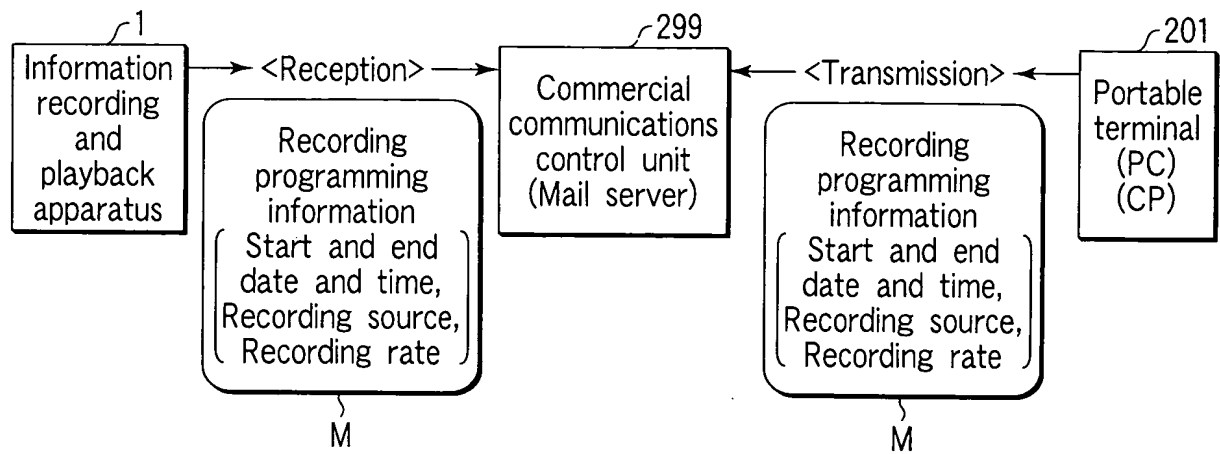 1
Information
recording
and
playback
apparatus
<Reception>
Recording
programming
information
Start and end
date and time,
Recording source,
Recording rate
M
299
Commercial
communications
control unit
(Mail server)
<Transmission>
Recording
programming
information
Start and end
date and time,
Recording source,
Recording rate
M
201
Portable
terminal
(PC)
(CP)